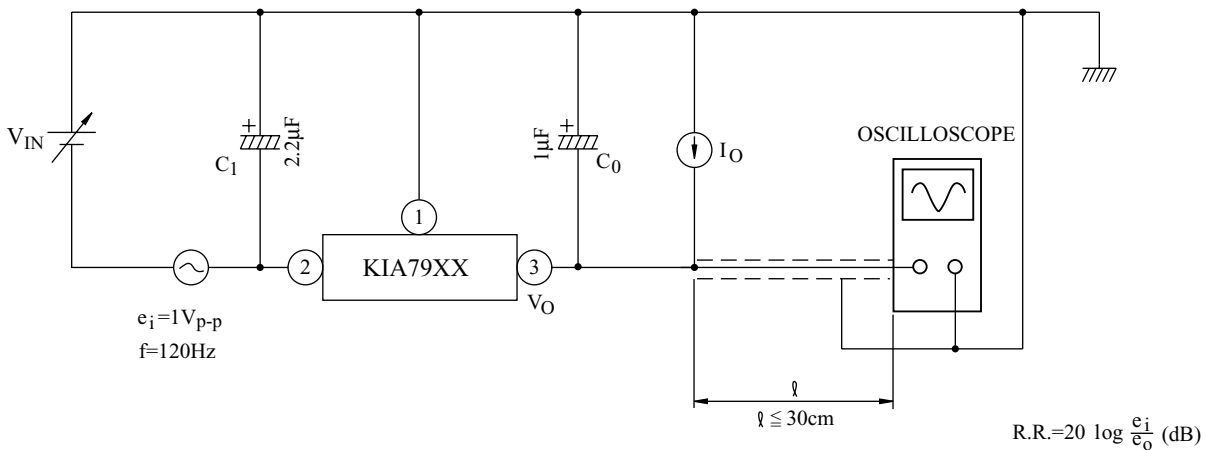 OSCILLOSCOPE
V_IN
+
C_1
2.2μF
1μF
+
C_0
I_O
1
2
KIA79XX
3
V_O
e_i=1V_p-p
f=120Hz
ℓ
ℓ≦30cm
R.R.=20 log e_i/e_o (dB)